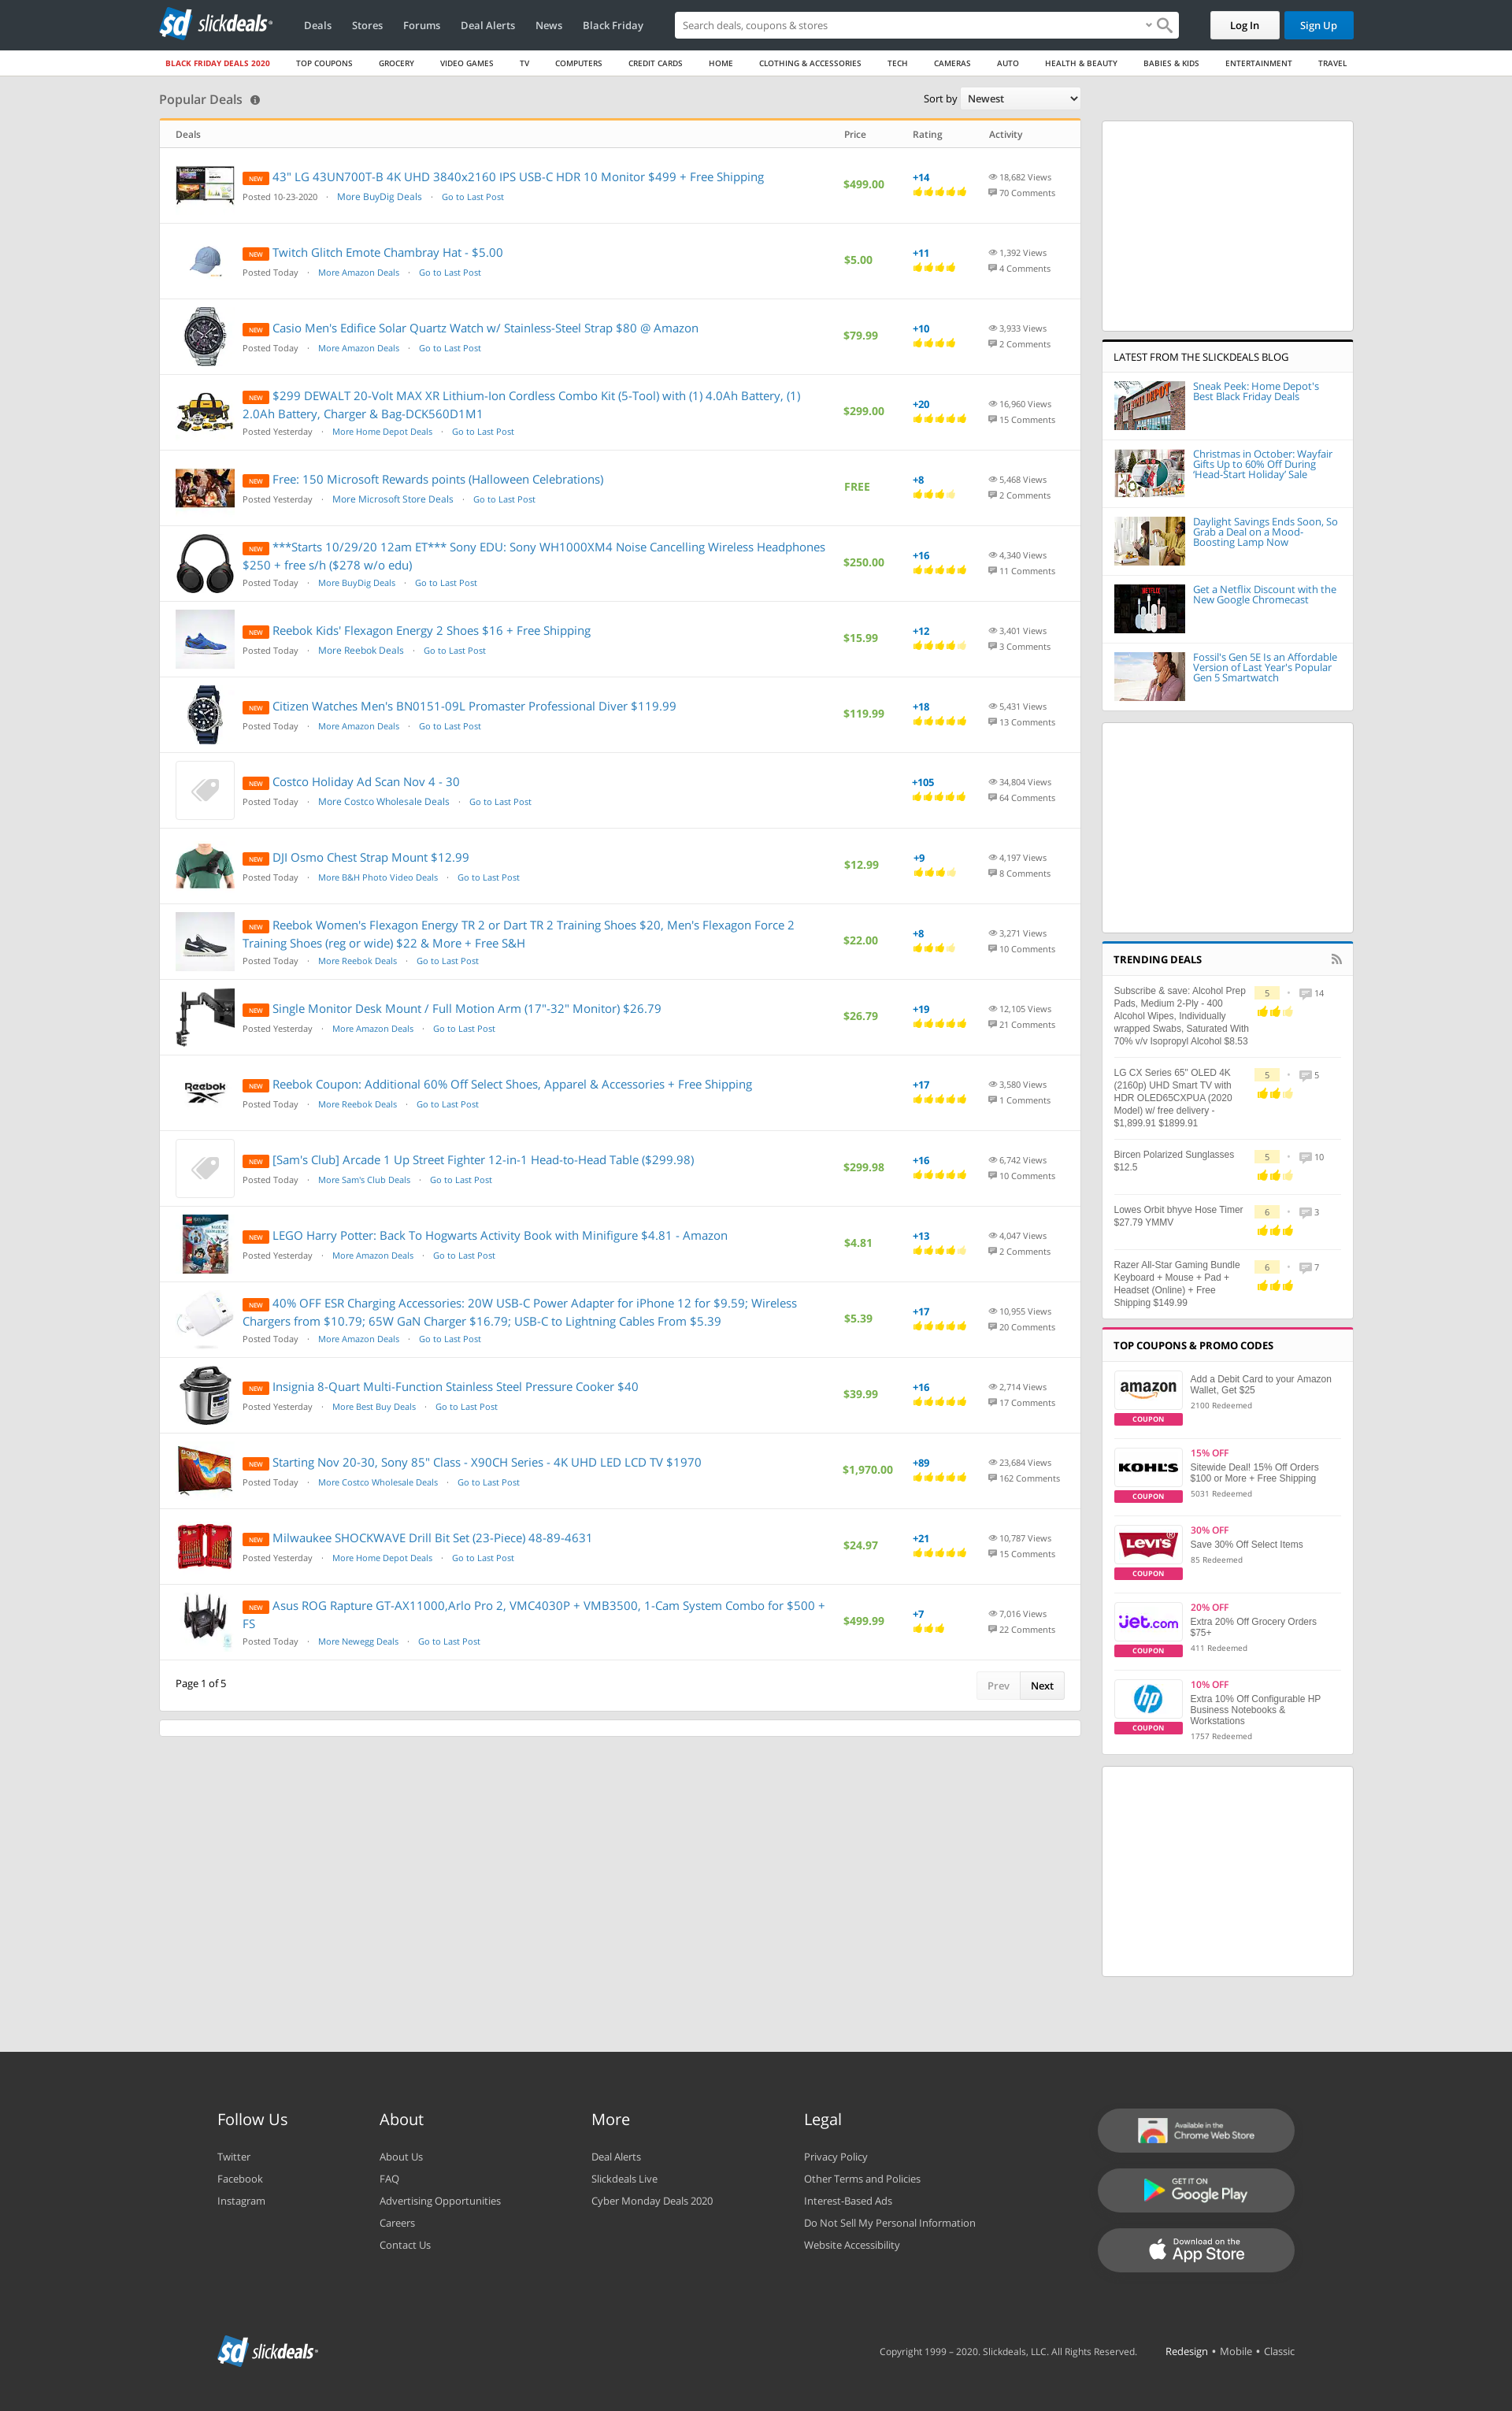 sd slickdeals
Deals Stores Forums Deal Alerts News Black Friday
Search deals, coupons & stores
Log In Sign Up
BLACK FRIDAY DEALS 2020 TOP COUPONS GROCERY VIDEO GAMES TV COMPUTERS CREDIT CARDS HOME CLOTHING & ACCESSORIES TECH CAMERAS AUTO HEALTH & BEAUTY BABIES & KIDS ENTERTAINMENT TRAVEL
Popular Deals
Sort by Newest
Deals Price Rating Activity
NEW 43" LG 43UN700T-B 4K UHD 3840x2160 IPS USB-C HDR 10 Monitor $499 + Free Shipping
Posted 10-23-2020 · More BuyDig Deals · Go to Last Post
$499.00
+14
18,682 Views
70 Comments
NEW Twitch Glitch Emote Chambray Hat - $5.00
Posted Today · More Amazon Deals · Go to Last Post
$5.00
+11
1,392 Views
4 Comments
NEW Casio Men's Edifice Solar Quartz Watch w/ Stainless-Steel Strap $80 @ Amazon
Posted Today · More Amazon Deals · Go to Last Post
$79.99
+10
3,933 Views
2 Comments
NEW $299 DEWALT 20-Volt MAX XR Lithium-Ion Cordless Combo Kit (5-Tool) with (1) 4.0Ah Battery, (1)
2.0Ah Battery, Charger & Bag-DCK560D1M1
Posted Yesterday · More Home Depot Deals · Go to Last Post
$299.00
+20
16,960 Views
15 Comments
NEW Free: 150 Microsoft Rewards points (Halloween Celebrations)
Posted Yesterday · More Microsoft Store Deals · Go to Last Post
FREE
+8
5,468 Views
2 Comments
NEW ***Starts 10/29/20 12am ET*** Sony EDU: Sony WH1000XM4 Noise Cancelling Wireless Headphones
$250 + free s/h ($278 w/o edu)
Posted Today · More BuyDig Deals · Go to Last Post
$250.00
+16
4,340 Views
11 Comments
NEW Reebok Kids' Flexagon Energy 2 Shoes $16 + Free Shipping
Posted Today · More Reebok Deals · Go to Last Post
$15.99
+12
3,401 Views
3 Comments
NEW Citizen Watches Men's BN0151-09L Promaster Professional Diver $119.99
Posted Today · More Amazon Deals · Go to Last Post
$119.99
+18
5,431 Views
13 Comments
NEW Costco Holiday Ad Scan Nov 4 - 30
Posted Today · More Costco Wholesale Deals · Go to Last Post
+105
34,804 Views
64 Comments
NEW DJI Osmo Chest Strap Mount $12.99
Posted Today · More B&H Photo Video Deals · Go to Last Post
$12.99
+9
4,197 Views
8 Comments
NEW Reebok Women's Flexagon Energy TR 2 or Dart TR 2 Training Shoes $20, Men's Flexagon Force 2
Training Shoes (reg or wide) $22 & More + Free S&H
Posted Today · More Reebok Deals · Go to Last Post
$22.00
+8
3,271 Views
10 Comments
NEW Single Monitor Desk Mount / Full Motion Arm (17"-32" Monitor) $26.79
Posted Yesterday · More Amazon Deals · Go to Last Post
$26.79
+19
12,105 Views
21 Comments
Reebok
NEW Reebok Coupon: Additional 60% Off Select Shoes, Apparel & Accessories + Free Shipping
Posted Today · More Reebok Deals · Go to Last Post
+17
3,580 Views
1 Comments
NEW [Sam's Club] Arcade 1 Up Street Fighter 12-in-1 Head-to-Head Table ($299.98)
Posted Today · More Sam's Club Deals · Go to Last Post
$299.98
+16
6,742 Views
10 Comments
NEW LEGO Harry Potter: Back To Hogwarts Activity Book with Minifigure $4.81 - Amazon
Posted Yesterday · More Amazon Deals · Go to Last Post
$4.81
+13
4,047 Views
2 Comments
NEW 40% OFF ESR Charging Accessories: 20W USB-C Power Adapter for iPhone 12 for $9.59; Wireless
Chargers from $10.79; 65W GaN Charger $16.79; USB-C to Lightning Cables From $5.39
Posted Today · More Amazon Deals · Go to Last Post
$5.39
+17
10,955 Views
20 Comments
NEW Insignia 8-Quart Multi-Function Stainless Steel Pressure Cooker $40
Posted Yesterday · More Best Buy Deals · Go to Last Post
$39.99
+16
2,714 Views
17 Comments
NEW Starting Nov 20-30, Sony 85" Class - X90CH Series - 4K UHD LED LCD TV $1970
Posted Today · More Costco Wholesale Deals · Go to Last Post
$1,970.00
+89
23,684 Views
162 Comments
NEW Milwaukee SHOCKWAVE Drill Bit Set (23-Piece) 48-89-4631
Posted Yesterday · More Home Depot Deals · Go to Last Post
$24.97
+21
10,787 Views
15 Comments
NEW Asus ROG Rapture GT-AX11000,Arlo Pro 2, VMC4030P + VMB3500, 1-Cam System Combo for $500 +
FS
Posted Today · More Newegg Deals · Go to Last Post
$499.99
+7
7,016 Views
22 Comments
Page 1 of 5
Prev Next
LATEST FROM THE SLICKDEALS BLOG
Sneak Peek: Home Depot's
Best Black Friday Deals
Christmas in October: Wayfair
Gifts Up to 60% Off During
'Head-Start Holiday' Sale
Daylight Savings Ends Soon, So
Grab a Deal on a Mood-
Boosting Lamp Now
NETFLIX
Get a Netflix Discount with the
New Google Chromecast
Fossil's Gen 5E Is an Affordable
Version of Last Year's Popular
Gen 5 Smartwatch
TRENDING DEALS
Subscribe & save: Alcohol Prep
Pads, Medium 2-Ply - 400
Alcohol Wipes, Individually
wrapped Swabs, Saturated With
70% v/v Isopropyl Alcohol $8.53
5 • 14
LG CX Series 65" OLED 4K
(2160p) UHD Smart TV with
HDR OLED65CXPUA (2020
Model) w/ free delivery -
$1,899.91 $1899.91
5 • 5
Bircen Polarized Sunglasses
$12.5
5 • 10
Lowes Orbit bhyve Hose Timer
$27.79 YMMV
6 • 3
Razer All-Star Gaming Bundle
Keyboard + Mouse + Pad +
Headset (Online) + Free
Shipping $149.99
6 • 7
TOP COUPONS & PROMO CODES
amazon
COUPON
Add a Debit Card to your Amazon
Wallet, Get $25
2100 Redeemed
KOHL'S
COUPON
15% OFF
Sitewide Deal! 15% Off Orders
$100 or More + Free Shipping
5031 Redeemed
LEVI'S
COUPON
30% OFF
Save 30% Off Select Items
85 Redeemed
jet.com
COUPON
20% OFF
Extra 20% Off Grocery Orders
$75+
411 Redeemed
hp
COUPON
10% OFF
Extra 10% Off Configurable HP
Business Notebooks &
Workstations
1757 Redeemed
Follow Us
Twitter
Facebook
Instagram
About
About Us
FAQ
Advertising Opportunities
Careers
Contact Us
More
Deal Alerts
Slickdeals Live
Cyber Monday Deals 2020
Legal
Privacy Policy
Other Terms and Policies
Interest-Based Ads
Do Not Sell My Personal Information
Website Accessibility
Available in the
Chrome Web Store
GET IT ON
Google Play
Download on the
App Store
sd slickdeals
Copyright 1999 – 2020. Slickdeals, LLC. All Rights Reserved.
Redesign • Mobile • Classic